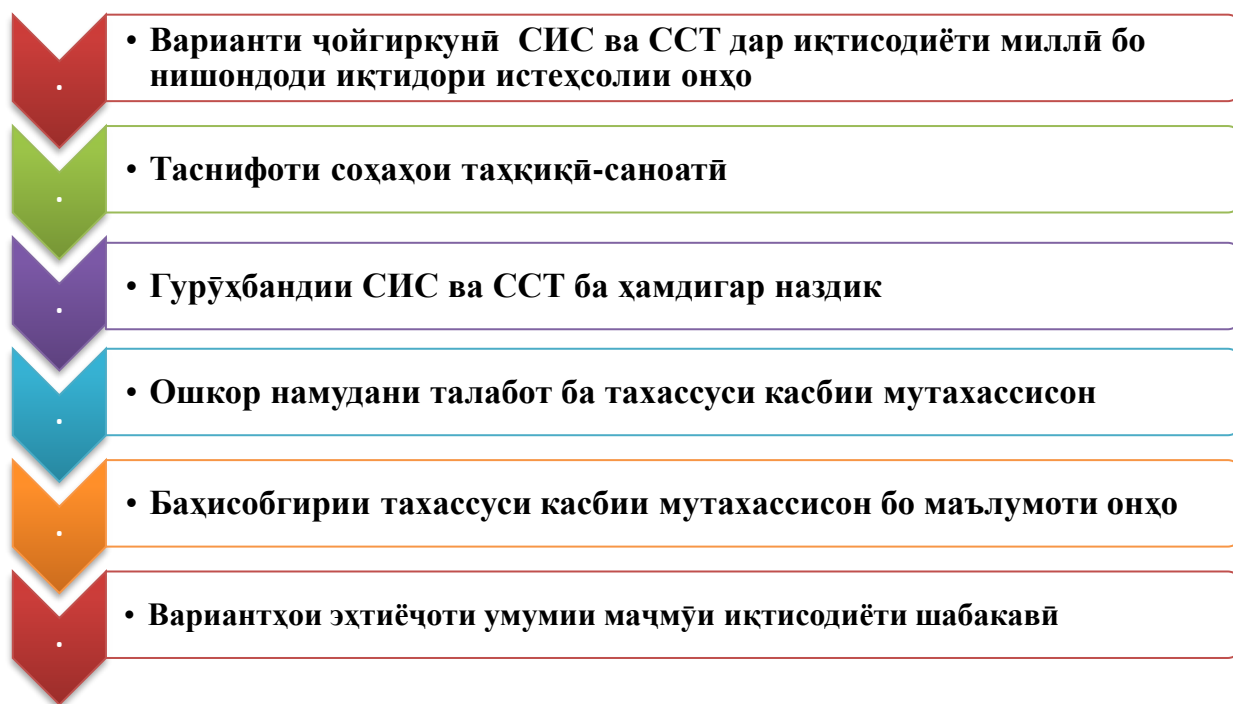 • Варианти ҷойгиркунӣ СИС ва ССТ дар иқтисодиёти миллӣ бо
нишондоди иқтидори истеҳсолии онҳо
• Таснифоти соҳаҳои таҳқиқӣ-саноатӣ
• Гурӯҳбандии СИС ва ССТ ба ҳамдигар наздик
• Ошкор намудани талабот ба тахассуси касбии мутахассисон
• Баҳисобгирии тахассуси касбии мутахассисон бо маълумоти онҳо
• Вариантҳои эҳтиёҷоти умумии маҷмӯи иқтисодиёти шабакавӣ